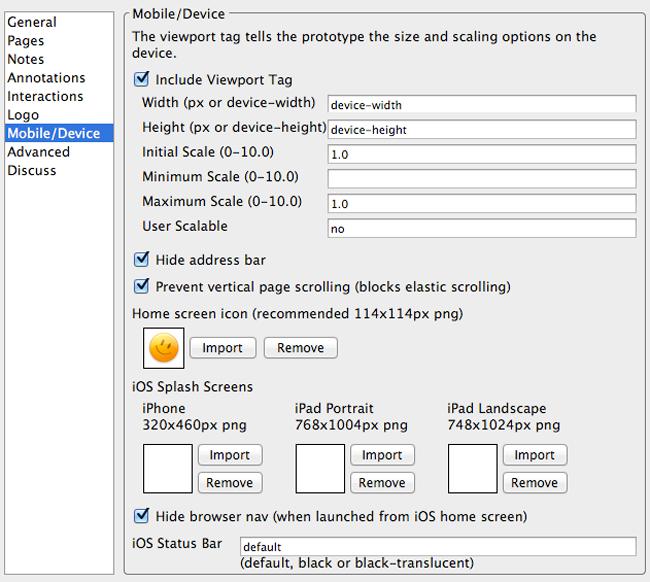 General
Pages
Notes
Annotations
Interactions
Logo
Mobile/Device
Advanced
Discuss
Mobile/Device
The viewport tag tells the prototype the size and scaling options on the
device.
Include Viewport Tag
Width (px or device-width) device-width
Height (px or device-height) device-height
Initial Scale (0-10.0) 1.0
Minimum Scale (0-10.0)
Maximum Scale (0-10.0) 1.0
User Scalable no
Hide address bar
Prevent vertical page scrolling (blocks elastic scrolling)
Home screen icon (recommended 114x114px png)
Import Remove
iOS Splash Screens
iPhone iPad Portrait iPad Landscape
320x460px png 768x1004px png 748x1024px png
Import Import Import
Remove Remove Remove
Hide browser nav (when launched from iOS home screen)
iOS Status Bar default
(default, black or black-translucent)